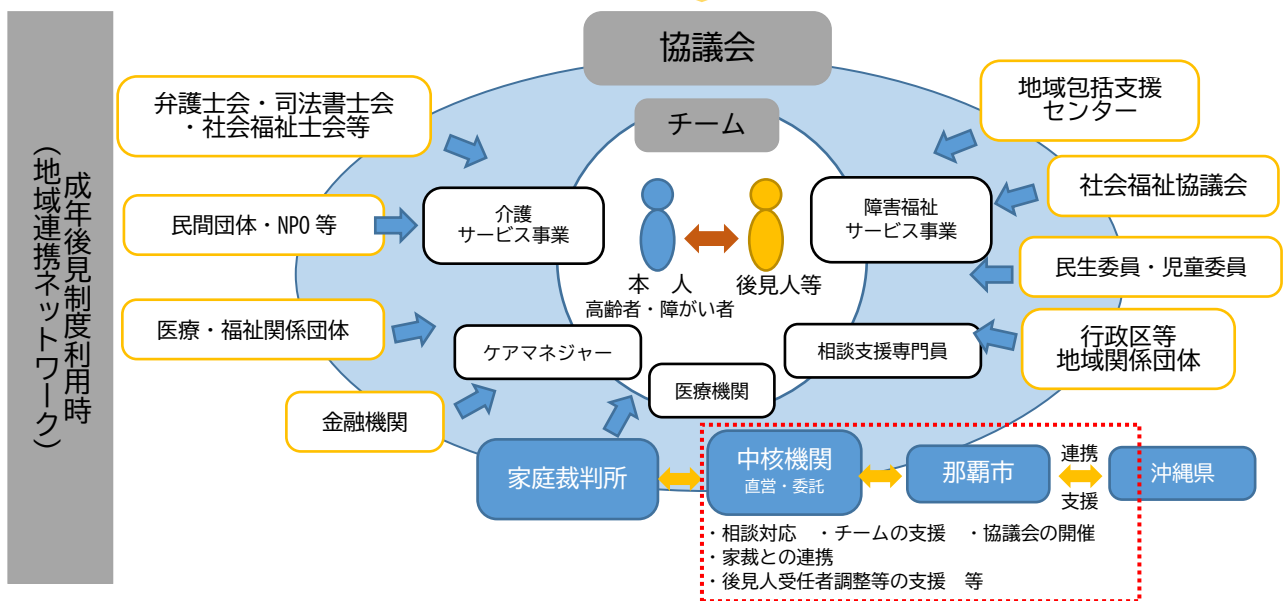 成年後見制度利用時
（地域連携ネットワーク）
協議会
チーム
弁護士会・司法書士会
・社会福祉士会等
民間団体・NPO 等
医療・福祉関係団体
金融機関
地域包括支援
センター
社会福祉協議会
民生委員・児童委員
行政区等
地域関係団体
介護
サービス事業
障害福祉
サービス事業
本　人
高齢者・障がい者
後見人等
ケアマネジャー
医療機関
相談支援専門員
家庭裁判所
中核機関
直営・委託
那覇市
連携
支援
沖縄県
・相談対応　・チームの支援　・協議会の開催
・家裁との連携
・後見人受任者調整等の支援　等